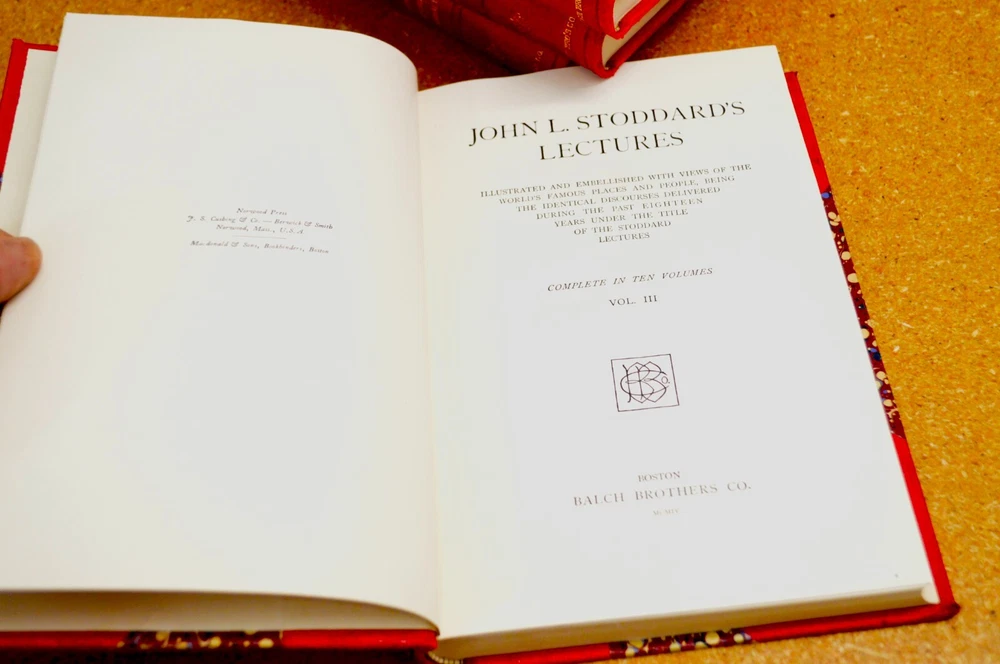 Norwood Press
J. S. Cushing & Co. — Berwick & Smith
Norwood, Mass., U.S.A
Macdonald & Sons, Bookbinders, Boston
JOHN L. STODDARD'S
LECTURES
ILLUSTRATED AND EMBELLISHED WITH VIEWS OF THE
WORLD'S FAMOUS PLACES AND PEOPLE, BEING
THE IDENTICAL DISCOURSES DELIVERED
DURING THE PAST EIGHTEEN
YEARS UNDER THE TITLE
OF THE STODDARD
LECTURES
COMPLETE IN TEN VOLUMES
VOL. III
BOSTON
BALCH BROTHERS CO.